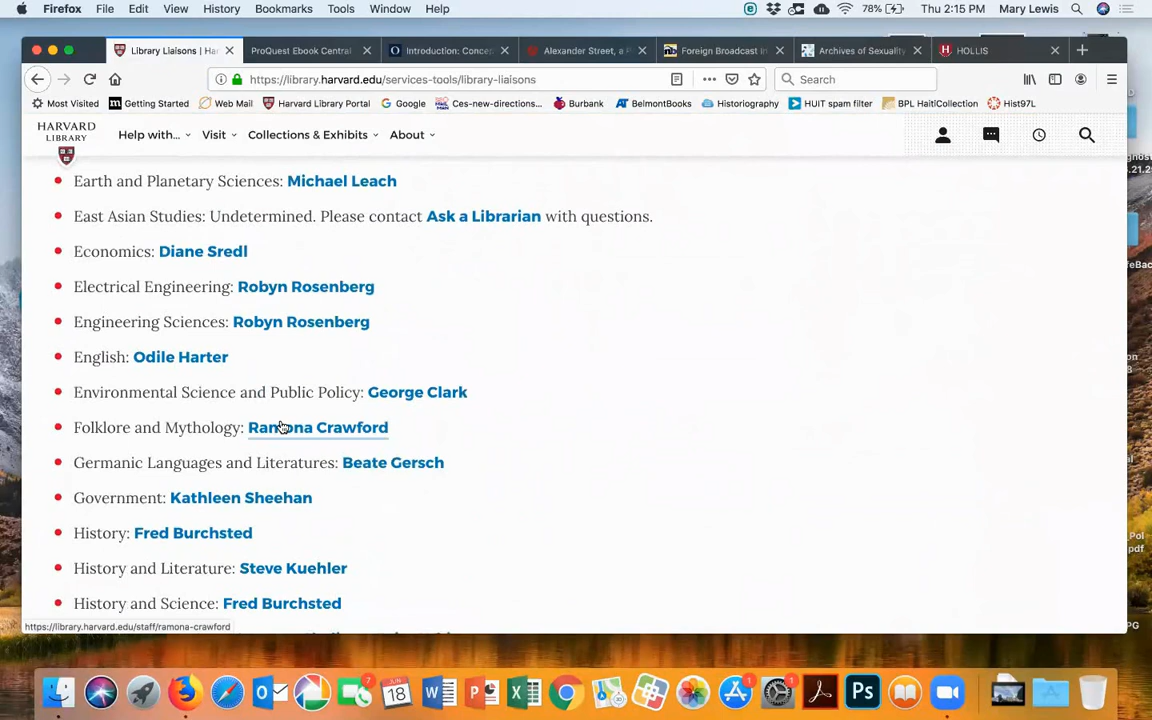 Firefox File Edit View History Bookmarks Tools Window Help 78% Thu 2:15 PM Mary Lewis
Library Liaisons | Har ProQuest Ebook Central Introduction: Conce Alexander Street, a Foreign Broadcast In Archives of Sexuality HOLLIS
https://library.harvard.edu/services-tools/library-liaisons Search
Most Visited Getting Started Web Mail Harvard Library Portal Google Ces-new-directions... Burbank BelmontBooks Historiography HUIT spam filter BPL HaitiCollection Hist97L
HARVARD
LIBRARY
Help with... Visit Collections & Exhibits About
Earth and Planetary Sciences: Michael Leach
East Asian Studies: Undetermined. Please contact Ask a Librarian with questions.
Economics: Diane Sredl
Electrical Engineering: Robyn Rosenberg
Engineering Sciences: Robyn Rosenberg
English: Odile Harter
Environmental Science and Public Policy: George Clark
Folklore and Mythology: Ramona Crawford
Germanic Languages and Literatures: Beate Gersch
Government: Kathleen Sheehan
History: Fred Burchsted
History and Literature: Steve Kuehler
History and Science: Fred Burchsted
https://library.harvard.edu/staff/ramona-crawford
7
JUN
18
1
1